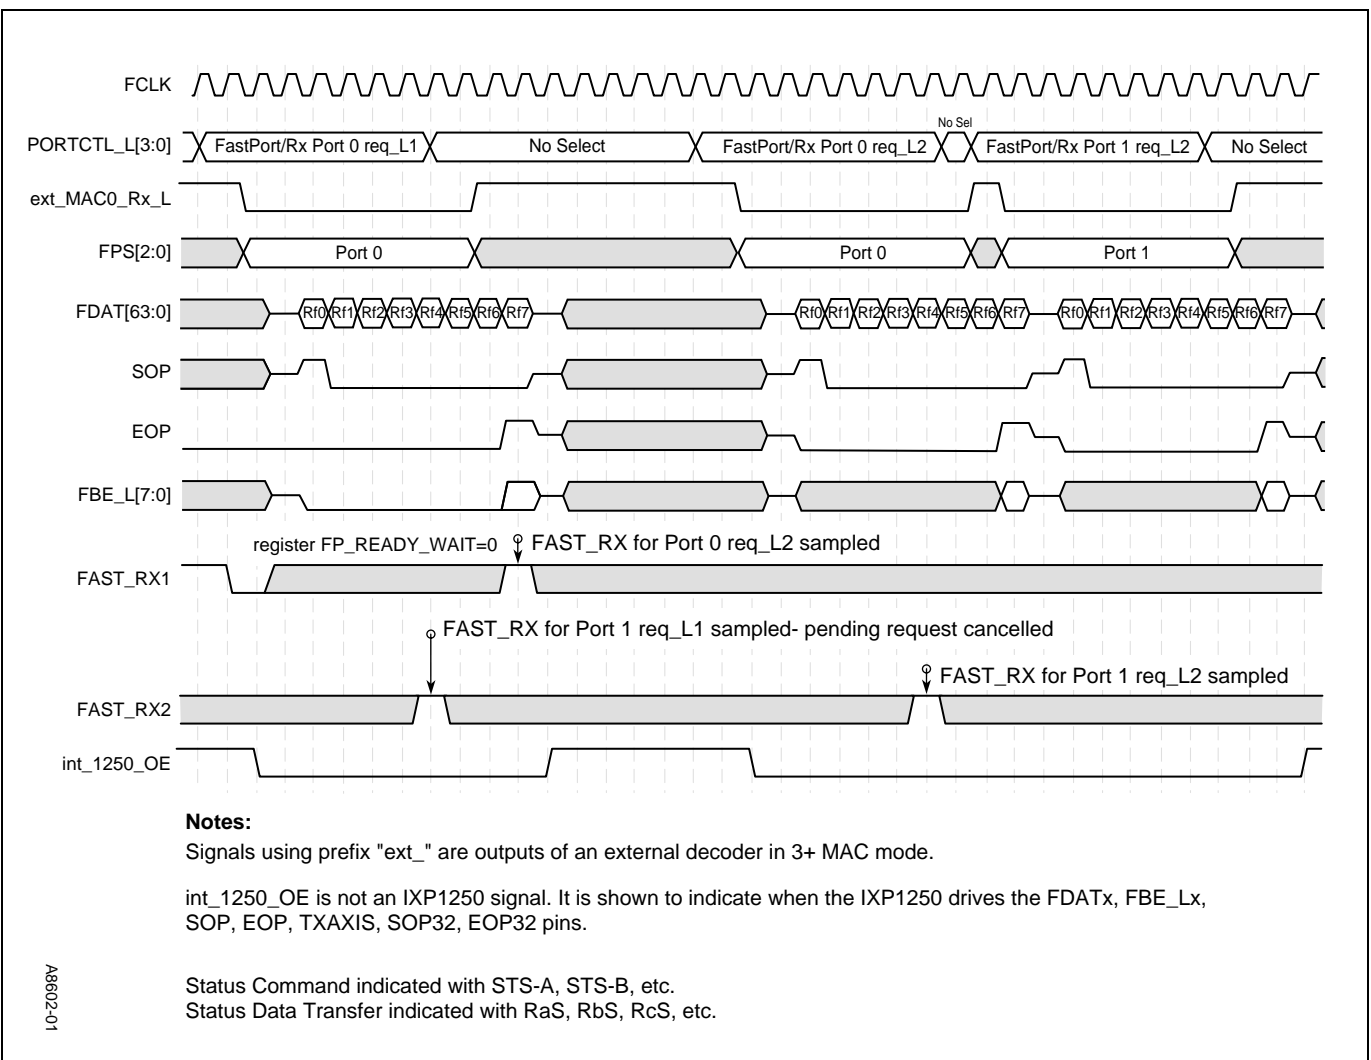 FCLK
No Sel
PORTCTL_L[3:0] FastPort/Rx Port 0 req_L1 No Select FastPort/Rx Port 0 req_L2 FastPort/Rx Port 1 req_L2 No Select
ext_MAC0_Rx_L
FPS[2:0] Port 0 Port 0 Port 1
FDAT[63:0] Rf0 Rf1 Rf2 Rf3 Rf4 Rf5 Rf6 Rf7 Rf0 Rf1 Rf2 Rf3 Rf4 Rf5 Rf6 Rf7 Rf0 Rf1 Rf2 Rf3 Rf4 Rf5 Rf6 Rf7
SOP
EOP
FBE_L[7:0]
register FP_READY_WAIT=0 FAST_RX for Port 0 req_L2 sampled
FAST_RX1
FAST_RX for Port 1 req_L1 sampled- pending request cancelled
FAST_RX for Port 1 req_L2 sampled
FAST_RX2
int_1250_OE
Notes:
Signals using prefix "ext_" are outputs of an external decoder in 3+ MAC mode.
int_1250_OE is not an IXP1250 signal. It is shown to indicate when the IXP1250 drives the FDATx, FBE_Lx,
SOP, EOP, TXAXIS, SOP32, EOP32 pins.
Status Command indicated with STS-A, STS-B, etc.
Status Data Transfer indicated with RaS, RbS, RcS, etc.
A8602-01